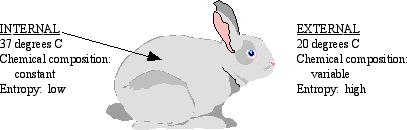 INTERNAL
37 degrees C
Chemical composition:
constant
Entropy: low
EXTERNAL
20 degrees C
Chemical composition:
variable
Entropy: high